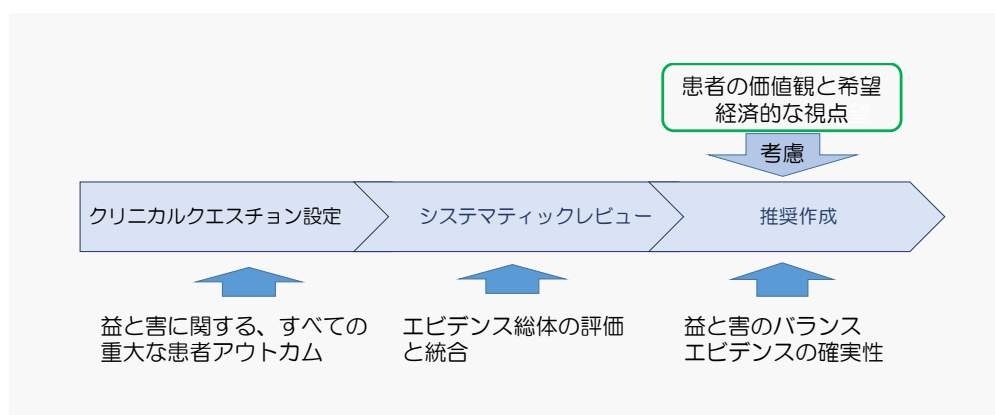 患者の価値観と希望
経済的な視点
考慮
クリニカルクエスチョン設定
システマティックレビュー
推奨作成
益と害に関する、すべての
重大な患者アウトカム
エビデンス総体の評価
と統合
益と害のバランス
エビデンスの確実性